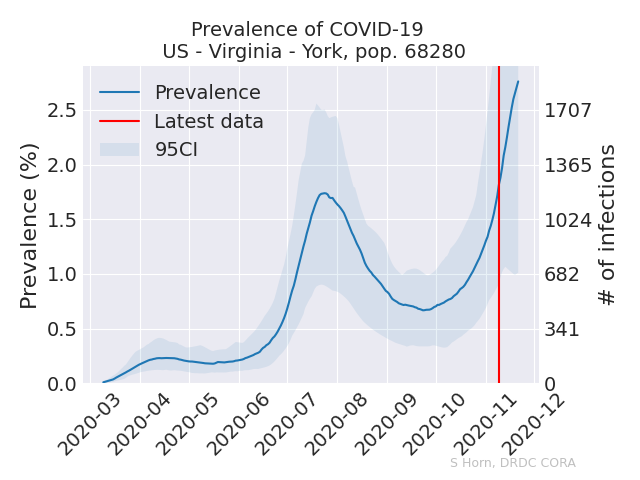 Prevalence of COVID-19
US - Virginia - York, pop. 68280
Prevalence
Latest data
95CI
Prevalence (%)
2.5
2.0
1.5
1.0
0.5
0.0
1707
1365
1024
682
341
0
# of infections
2020-03
2020-04
2020-05
2020-06
2020-07
2020-08
2020-09
2020-10
2020-11
2020-12
S Horn, DRDC CORA